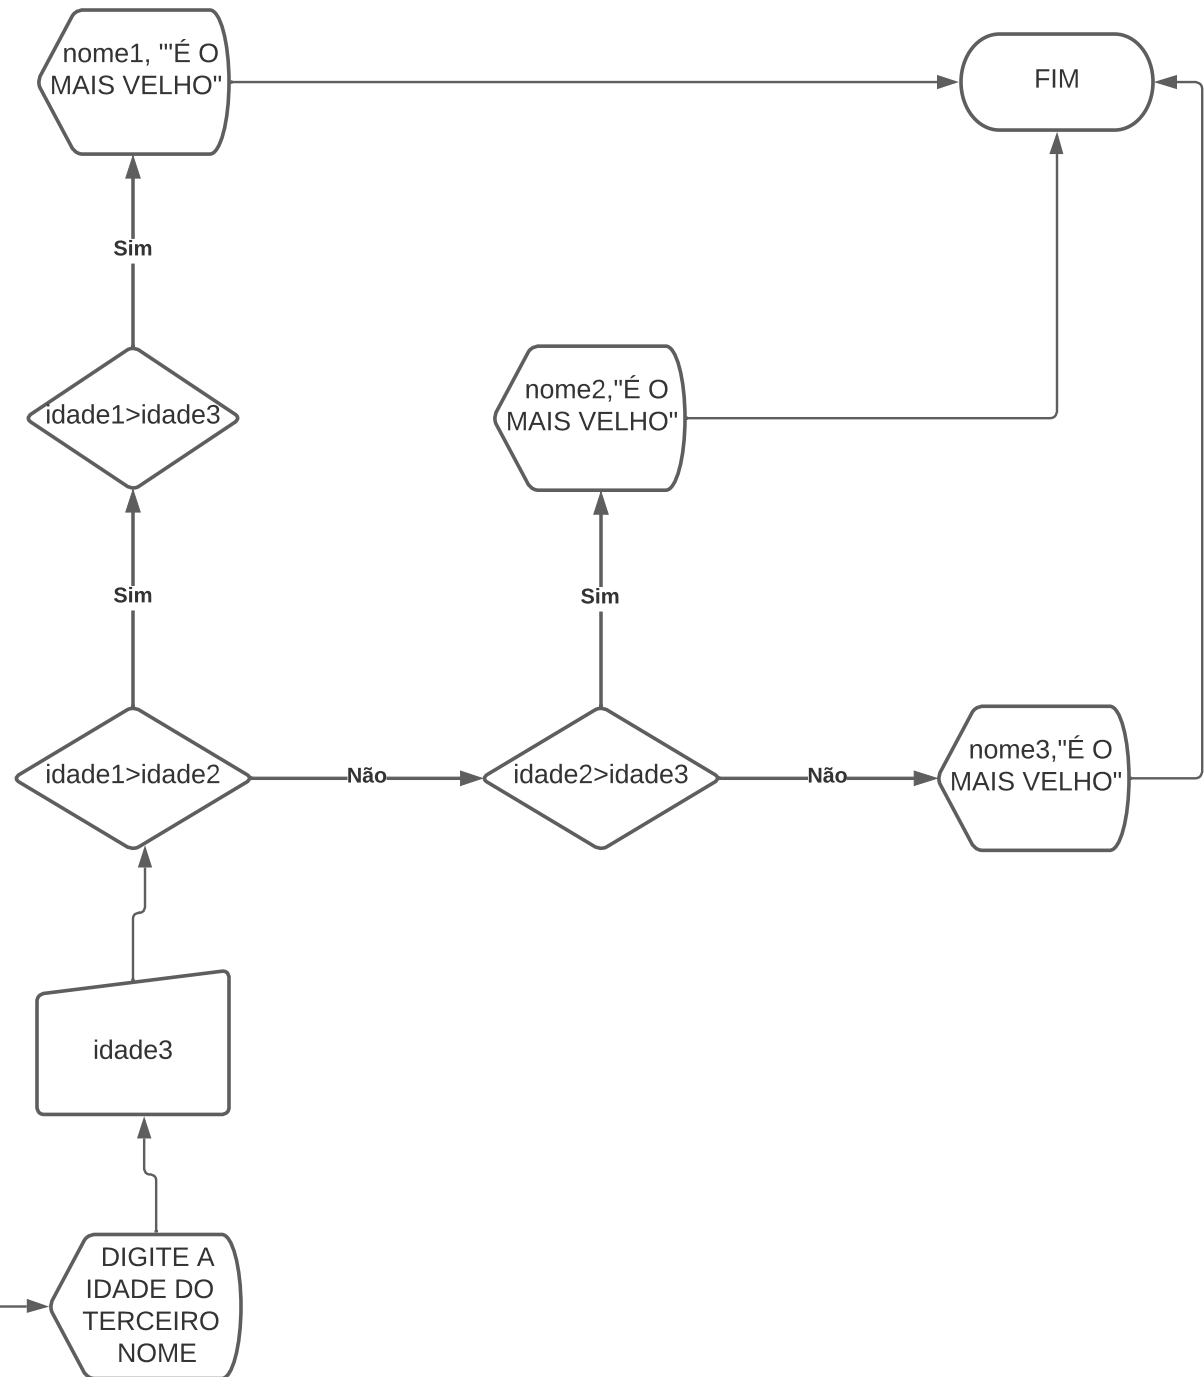 nome1, '"É O
MAIS VELHO"
FIM
Sim
idade1>idade3
nome2,"É O
MAIS VELHO"
Sim
Sim
idade1>idade2
Não
idade2>idade3
Não
nome3,"É O
MAIS VELHO"
idade3
DIGITE A
IDADE DO
TERCEIRO
NOME